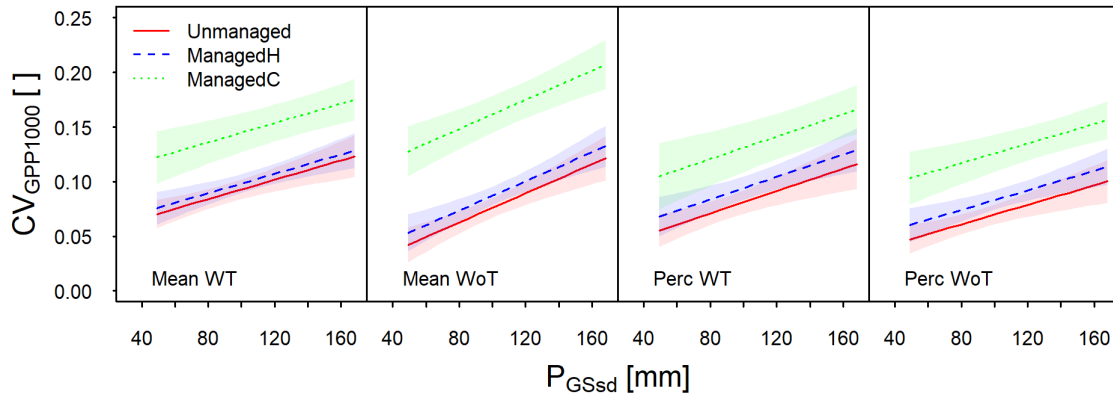 0.25
0.20
0.15
0.10
0.05
0.00
CV_GPP1000 [ ]
Unmanaged
ManagedH
ManagedC
Mean WT
Mean WoT
Perc WT
Perc WoT
40 80 120 160 40 80 120 160 40 80 120 160 40 80 120 160
P_GSsd [mm]